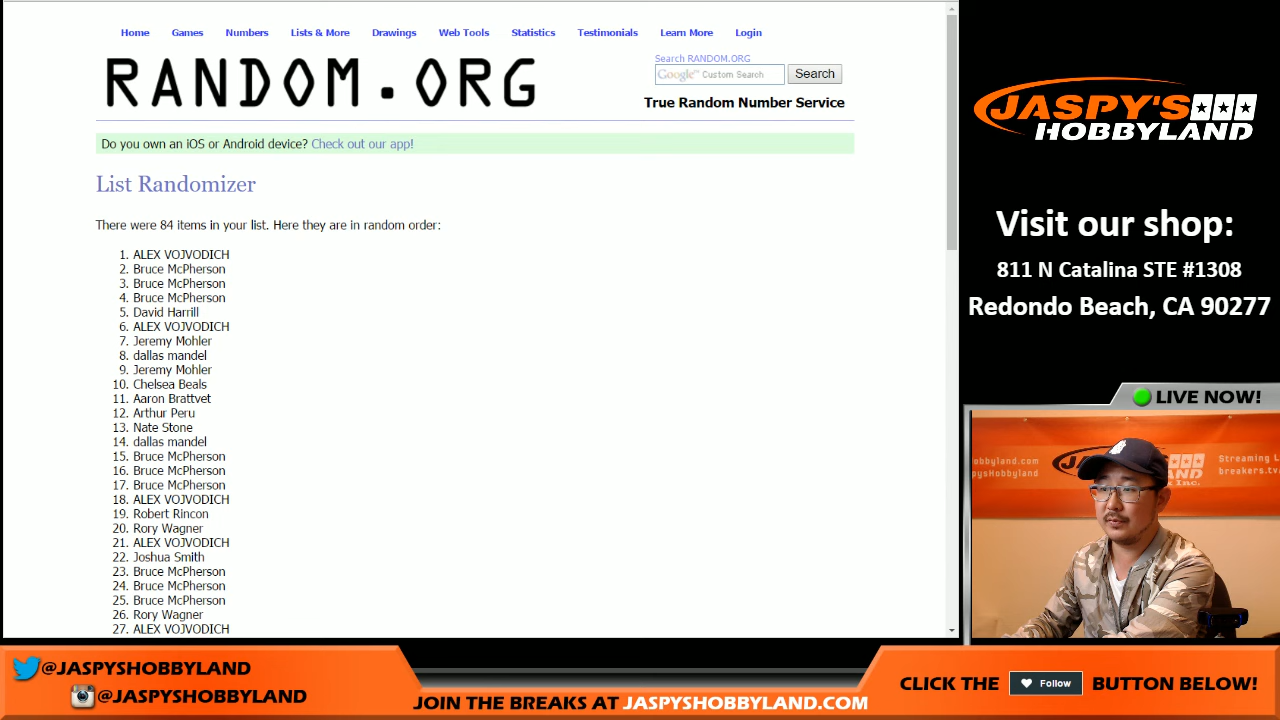 Home Games Numbers Lists & More Drawings Web Tools Statistics Testimonials Learn More Login
RANDOM.ORG
Search RANDOM.ORG
Google™ Custom Search Search
True Random Number Service
Do you own an iOS or Android device? Check out our app!
List Randomizer
There were 84 items in your list. Here they are in random order:
1. ALEX VOJVODICH
2. Bruce McPherson
3. Bruce McPherson
4. Bruce McPherson
5. David Harrill
6. ALEX VOJVODICH
7. Jeremy Mohler
8. dallas mandel
9. Jeremy Mohler
10. Chelsea Beals
11. Aaron Brattvet
12. Arthur Peru
13. Nate Stone
14. dallas mandel
15. Bruce McPherson
16. Bruce McPherson
17. Bruce McPherson
18. ALEX VOJVODICH
19. Robert Rincon
20. Rory Wagner
21. ALEX VOJVODICH
22. Joshua Smith
23. Bruce McPherson
24. Bruce McPherson
25. Bruce McPherson
26. Rory Wagner
27. ALEX VOJVODICH
JASPY'S
HOBBYLAND
Visit our shop:
811 N Catalina STE #1308
Redondo Beach, CA 90277
LIVE NOW!
Streaming
breakers.tv
@JASPYSHOBBYLAND
@JASPYSHOBBYLAND
JOIN THE BREAKS AT JASPYSHOBBYLAND.COM
CLICK THE Follow BUTTON BELOW!